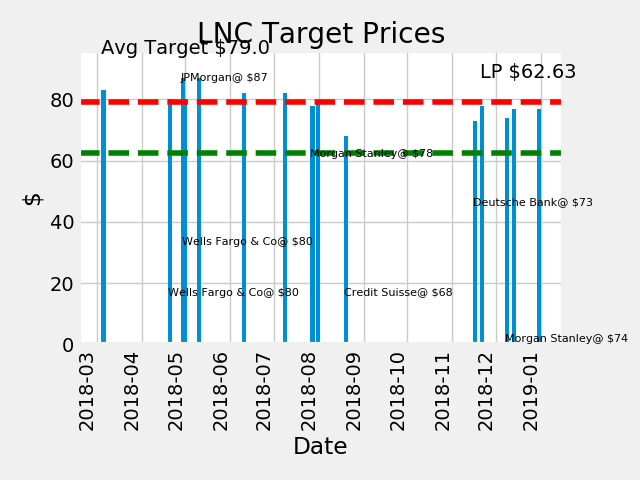 LNC Target Prices
Avg Target $79.0
LP $62.63
JPMorgan@ $87
80
Morgan Stanley@ $78
60
Deutsche Bank@ $73
$
40
Wells Fargo & Co@ $80
20
Wells Fargo & Co@ $80
Credit Suisse@ $68
Morgan Stanley@ $74
0
2018-03
2018-04
2018-05
2018-06
2018-07
2018-08
2018-09
2018-10
2018-11
2018-12
2019-01
Date